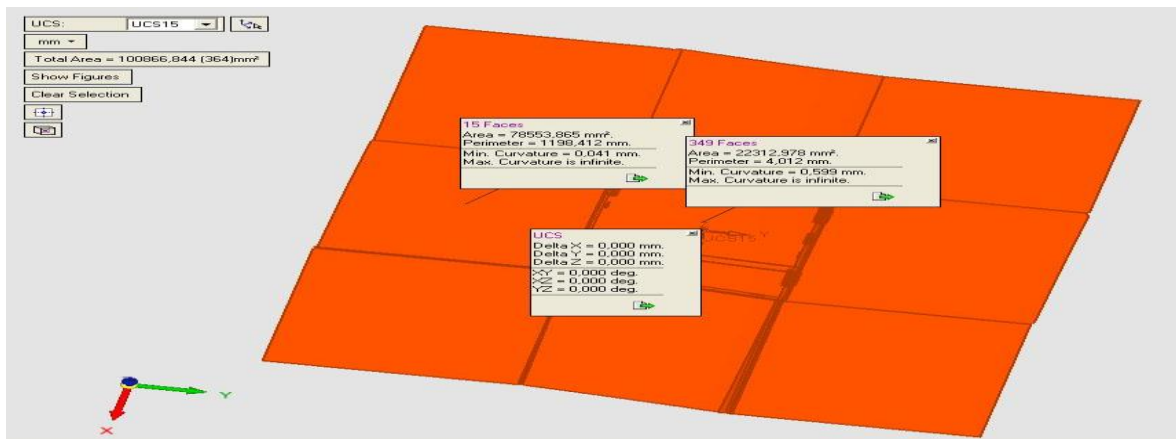 UCS: UCS15
mm
Total Area = 100866,844 (364)mm²
Show Figures
Clear Selection
15 Faces
Area = 78553,865 mm².
Perimeter = 1198,412 mm.
Min. Curvature = 0,041 mm.
Max. Curvature is infinite.
349 Faces
Area = 22312,978 mm².
Perimeter = 4,012 mm.
Min. Curvature = 0,599 mm.
Max. Curvature is infinite.
UCS15 Y
UCS
Delta X = 0,000 mm.
Delta Y = 0,000 mm.
Delta Z = 0,000 mm.
XY = 0,000 deg.
XZ = 0,000 deg.
YZ = 0,000 deg.
Y
X